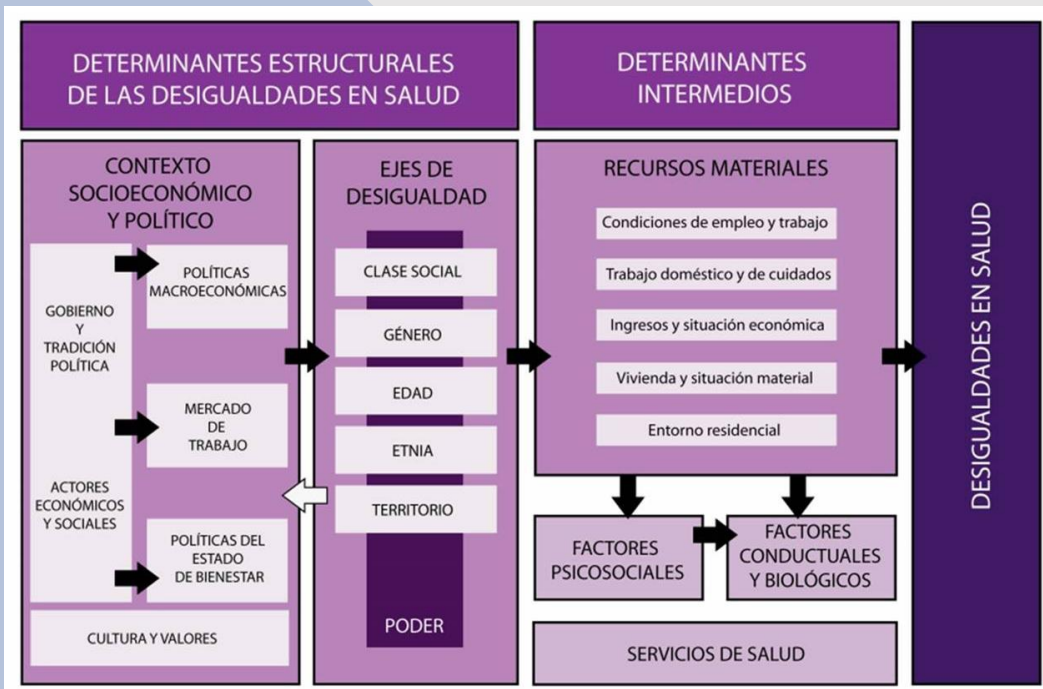 DETERMINANTES ESTRUCTURALES
DE LAS DESIGUALDADES EN SALUD
CONTEXTO
SOCIOECONÓMICO
Y POLÍTICO
GOBIERNO
Y
TRADICIÓN
POLÍTICA
ACTORES
ECONÓMICOS
Y SOCIALES
POLÍTICAS
MACROECONÓMICAS
MERCADO
DE
TRABAJO
POLÍTICAS DEL
ESTADO
DE BIENESTAR
CULTURA Y VALORES
EJES DE
DESIGUALDAD
CLASE SOCIAL
GÉNERO
EDAD
ETNIA
TERRITORIO
PODER
DETERMINANTES
INTERMEDIOS
RECURSOS MATERIALES
Condiciones de empleo y trabajo
Trabajo doméstico y de cuidados
Ingresos y situación económica
Vivienda y situación material
Entorno residencial
FACTORES
PSICOSOCIALES
FACTORES
CONDUCTUALES
Y BIOLÓGICOS
SERVICIOS DE SALUD
DESIGUALDADES EN SALUD